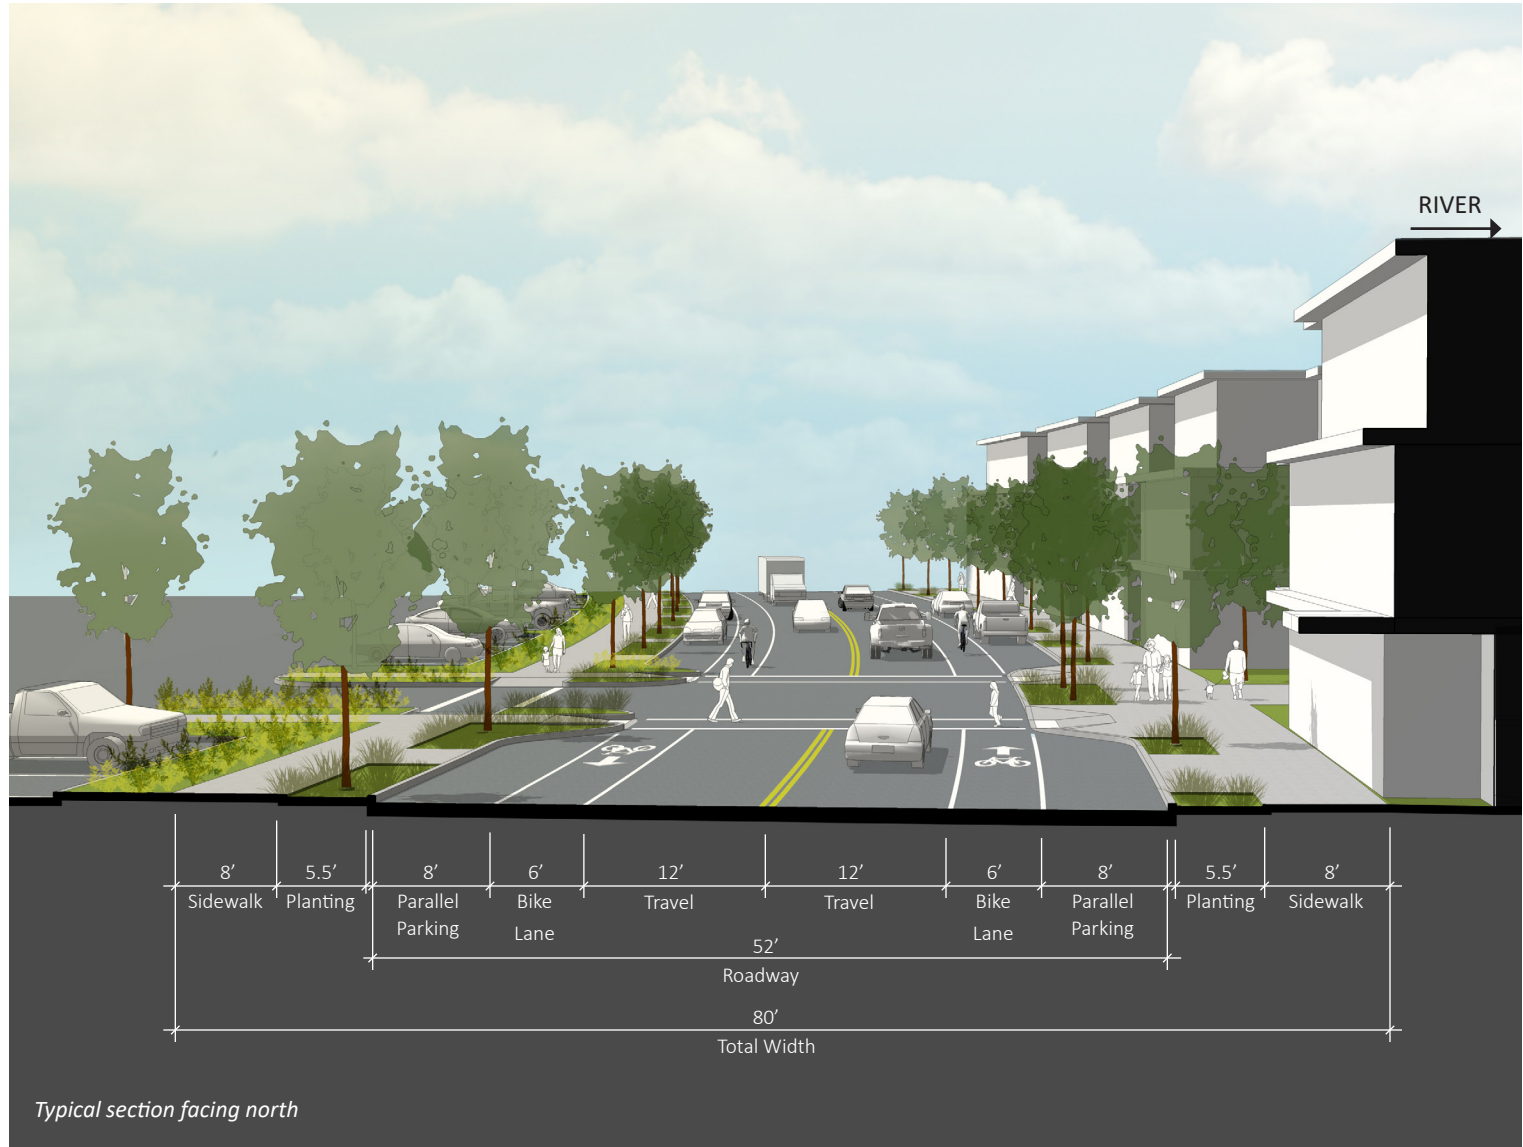 RIVER
8’ 5.5’ 8’ 6’ 12’ 12’ 6’ 8’ 5.5’ 8’
Sidewalk Planting Parallel Bike Travel Travel Bike Parallel Planting Sidewalk
Parking Lane Lane Parking
52’
Roadway
80’
Total Width
Typical section facing north